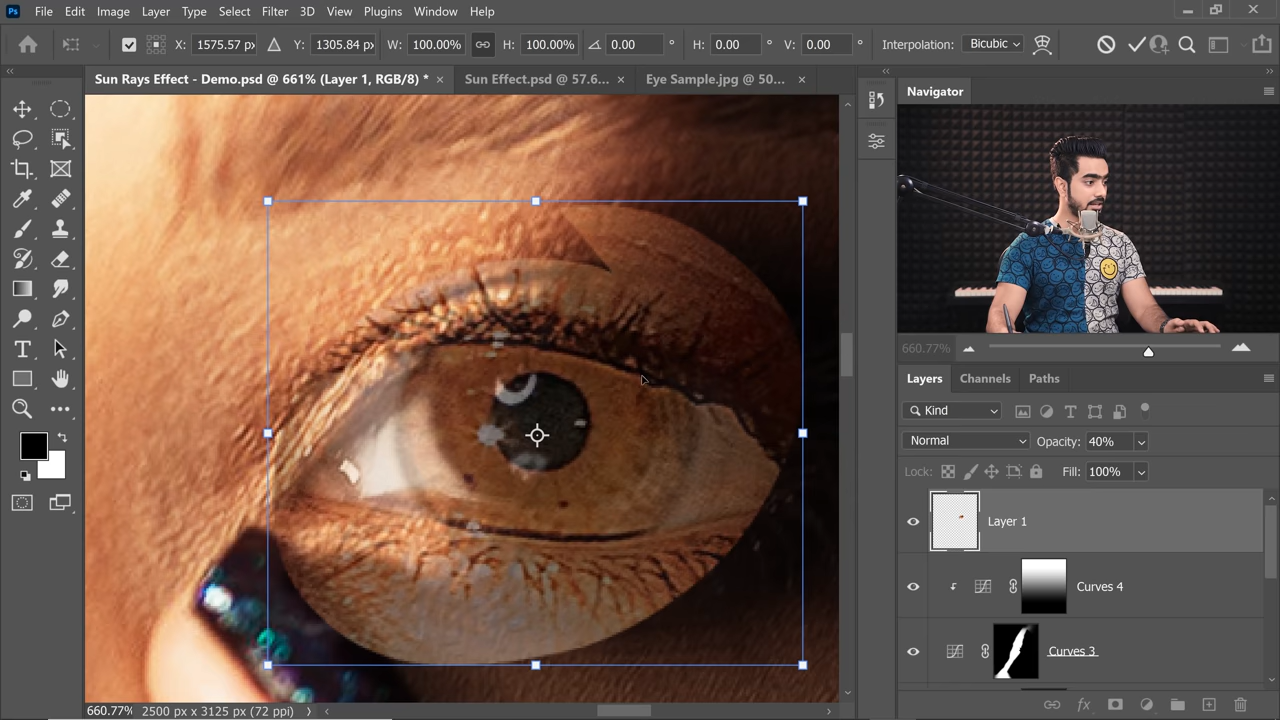 Ps File Edit Image Layer Type Select Filter 3D View Plugins Window Help
X: 1575.57 px Y: 1305.84 px W: 100.00% H: 100.00% 0.00 ° H: 0.00 ° V: 0.00 ° Interpolation: Bicubic
Sun Rays Effect - Demo.psd @ 661% (Layer 1, RGB/8) * × Sun Effect.psd @ 57.6... × Eye Sample.jpg @ 50... ×
Navigator
660.77%
Layers Channels Paths
Kind
Normal Opacity: 40%
Lock: Fill: 100%
Layer 1
Curves 4
Curves 3
660.77% 2500 px x 3125 px (72 ppi)